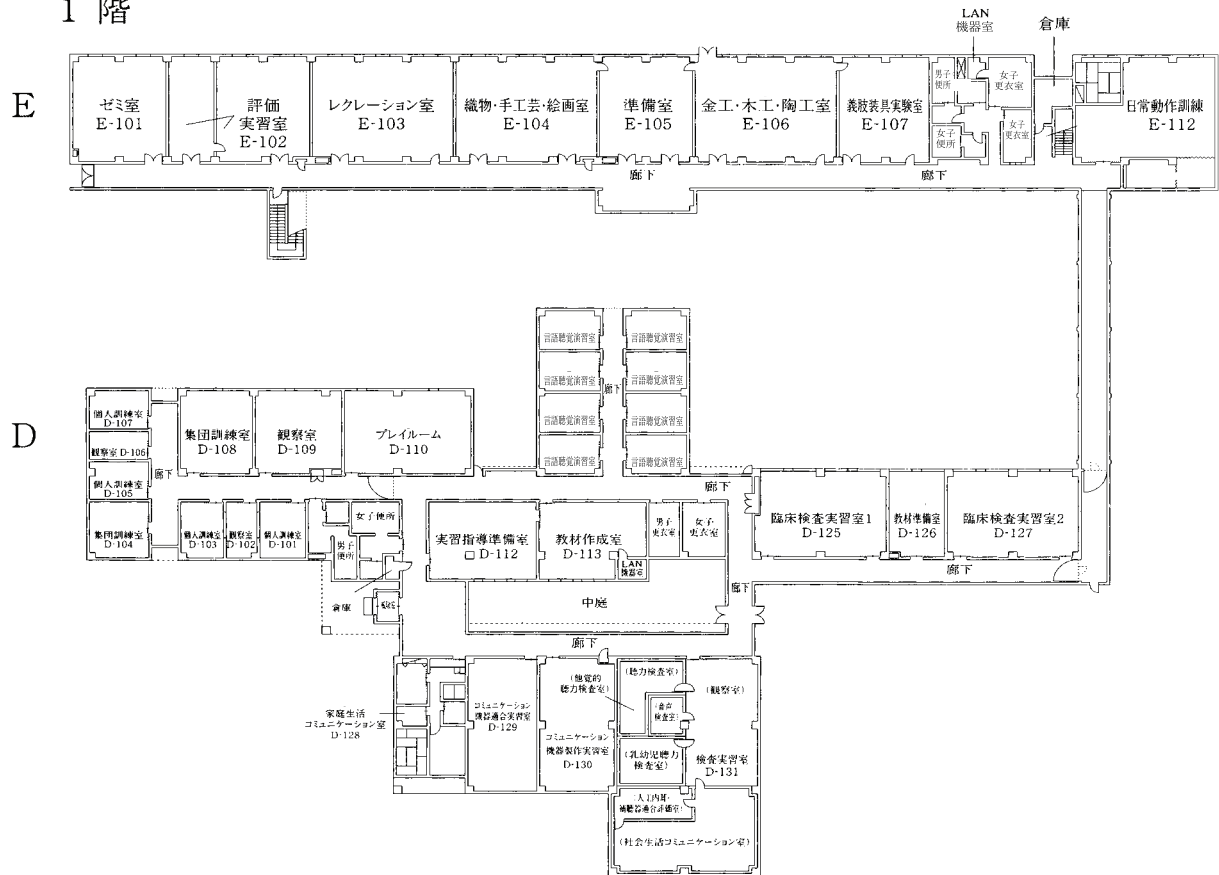 1 階
LAN
機器室
倉庫
E
ゼミ室
E-101
評価
実習室
E-102
レクレーション室
E-103
織物・手工芸・絵画室
E-104
準備室
E-105
金工・木工・陶工室
E-106
義肢装具実験室
E-107
男子
便所
女子
便所
女子
更衣室
女子
更衣室
日常動作訓練
E-112
廊下
廊下
言語聴覚演習室
言語聴覚演習室
言語聴覚演習室
言語聴覚演習室
廊下
言語聴覚演習室
言語聴覚演習室
言語聴覚演習室
言語聴覚演習室
D
個人訓練室
D-107
観察室 D-106
個人訓練室
D-105
集団訓練室
D-104
廊下
集団訓練室
D-108
観察室
D-109
プレイルーム
D-110
個人訓練室
D-103
観察室
D-102
個人訓練室
D-101
女子便所
男子
便所
倉庫
実習指導準備室
D-112
教材作成室
D-113
LAN
機器室
男子
更衣室
女子
更衣室
廊下
臨床検査実習室1
D-125
教材準備室
D-126
臨床検査実習室2
D-127
廊下
廊下
中庭
廊下
家庭生活
コミュニケーション室
D-128
コミュニケーション
機器適合実習室
D-129
(他覚的
聴力検査室)
コミュニケーション
機器製作実習室
D-130
(聴力検査室)
(音声
検査室)
(乳幼児聴力
検査室)
(観察室)
検査実習室
D-131
(人工内耳・
補聴器適合評価室)
(社会生活コミュニケーション室)